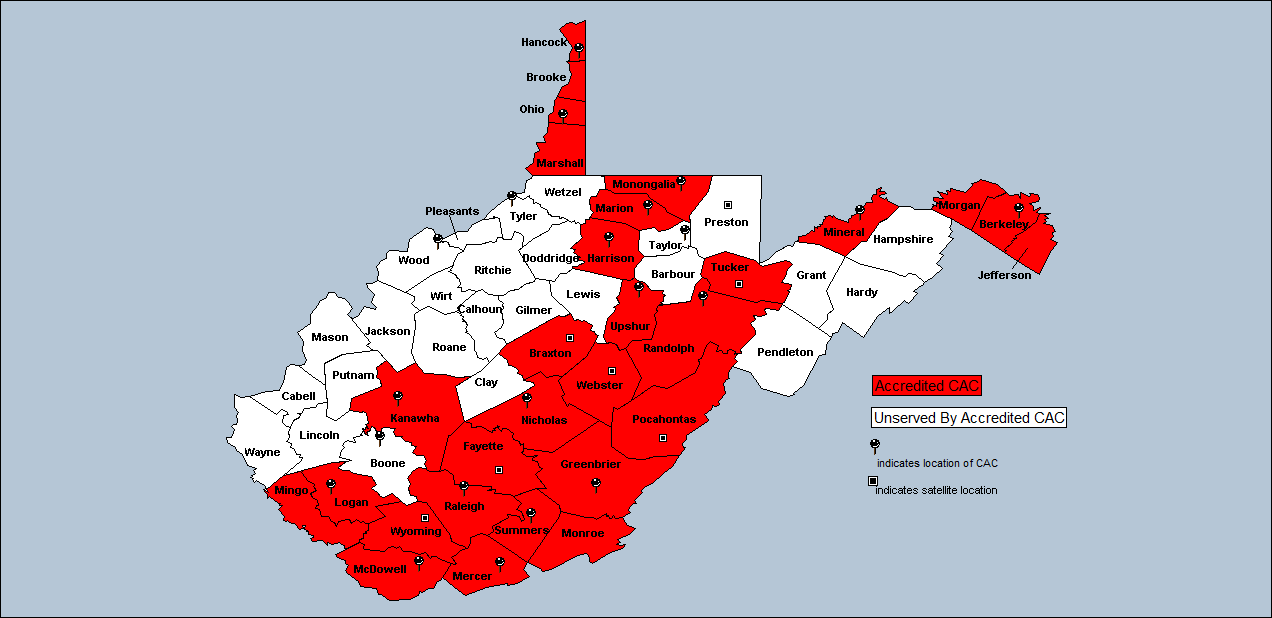 Hancock
Brooke
Ohio
Marshall
Wetzel
Monongalia
Marion
Pleasants
Tyler
Preston
Morgan
Berkeley
Mineral
Hampshire
Taylor
Wood
Doddridge
Harrison
Ritchie
Barbour
Tucker
Grant
Jefferson
Wirt
Lewis
Hardy
Calhoun
Gilmer
Upshur
Jackson
Mason
Roane
Braxton
Randolph
Pendleton
Putnam
Clay
Webster
Accredited CAC
Cabell
Kanawha
Nicholas
Pocahontas
Unserved By Accredited CAC
Lincoln
Wayne
Fayette
Boone
Greenbrier
indicates location of CAC
Mingo
Logan
Raleigh
indicates satellite location
Wyoming
Summers
Monroe
McDowell
Mercer